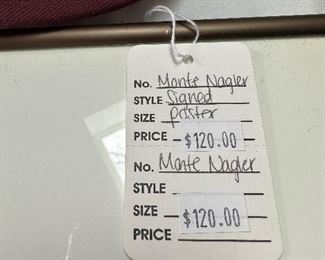 No. Monte Nagler
STYLE Signed
SIZE poster
PRICE $120.00
No. Monte Nagler
STYLE
SIZE $120.00
PRICE